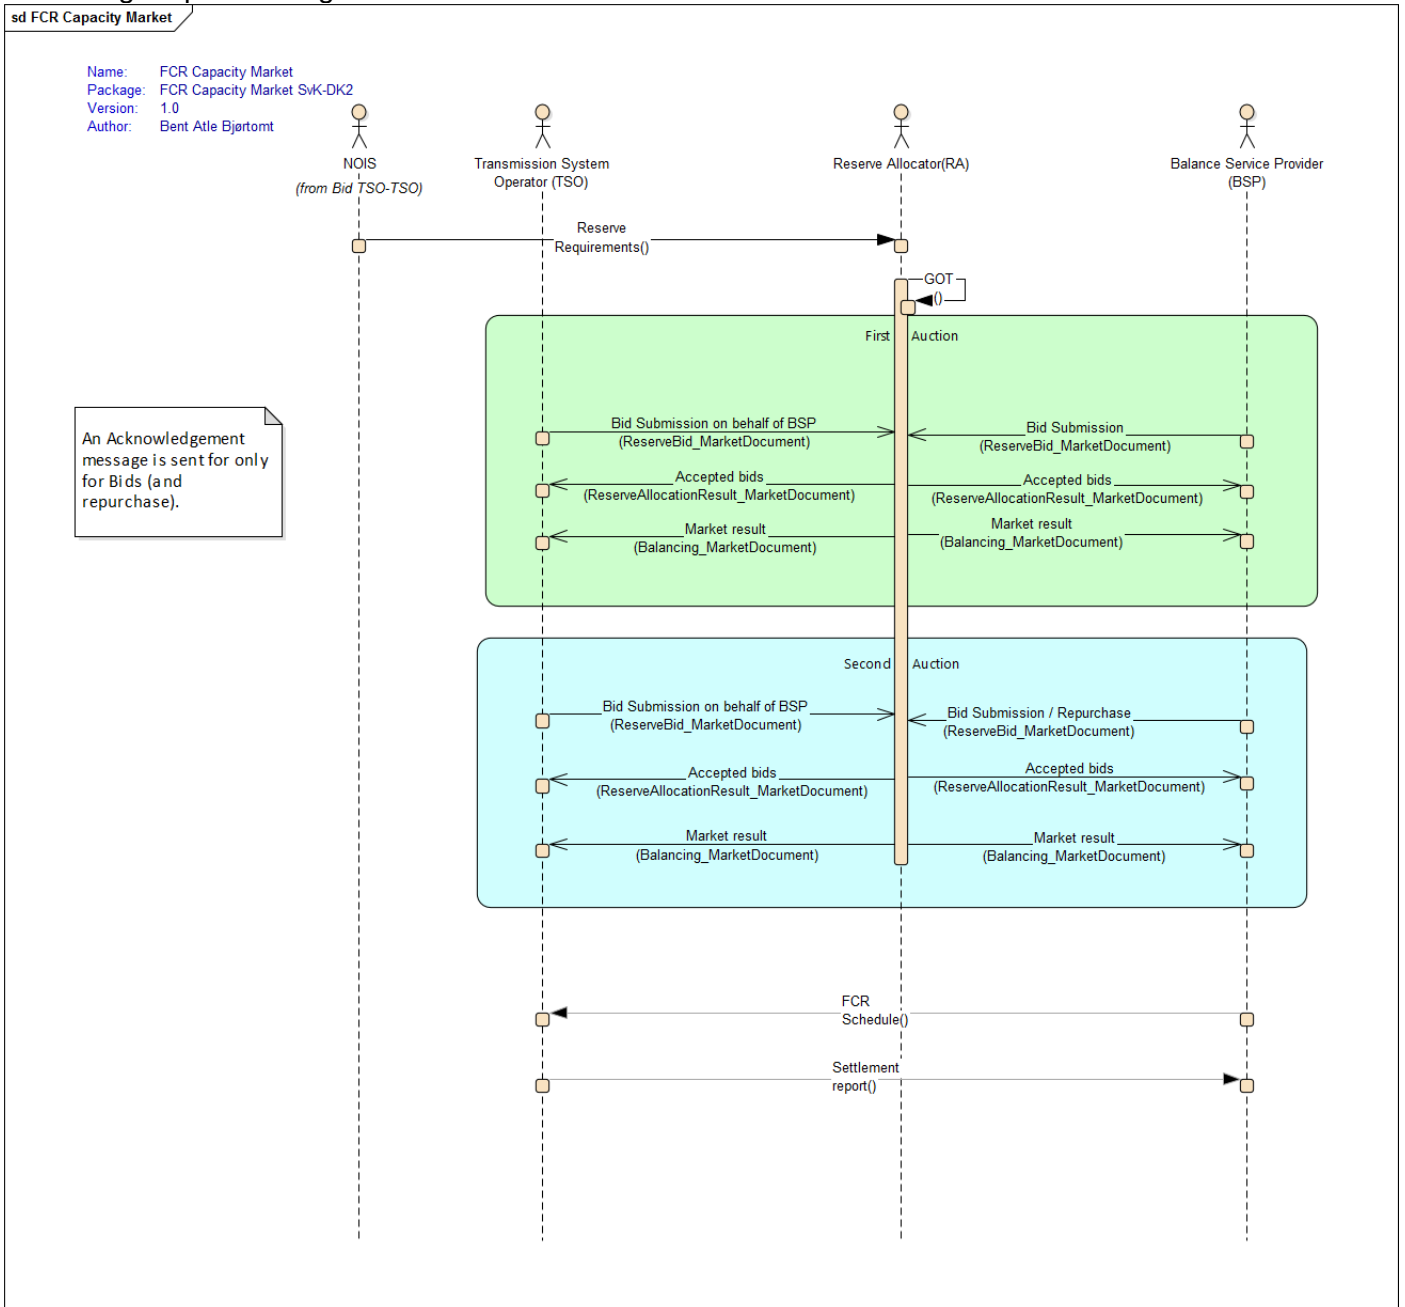 sd FCR Capacity Market
Name: FCR Capacity Market
Package: FCR Capacity Market SvK-DK2
Version: 1.0
Author: Bent Atle Bjørtomt
NOIS
(from Bid TSO-TSO)
Transmission System
Operator (TSO)
Reserve Allocator(RA)
Balance Service Provider
(BSP)
Reserve
Requirements()
GOT
()
First Auction
An Acknowledgement
message is sent for only
for Bids (and
repurchase).
Bid Submission on behalf of BSP
(ReserveBid_MarketDocument)
Bid Submission
(ReserveBid_MarketDocument)
Accepted bids
(ReserveAllocationResult_MarketDocument)
Accepted bids
(ReserveAllocationResult_MarketDocument)
Market result
(Balancing_MarketDocument)
Market result
(Balancing_MarketDocument)
Second Auction
Bid Submission on behalf of BSP
(ReserveBid_MarketDocument)
Bid Submission / Repurchase
(ReserveBid_MarketDocument)
Accepted bids
(ReserveAllocationResult_MarketDocument)
Accepted bids
(ReserveAllocationResult_MarketDocument)
Market result
(Balancing_MarketDocument)
Market result
(Balancing_MarketDocument)
FCR
Schedule()
Settlement
report()